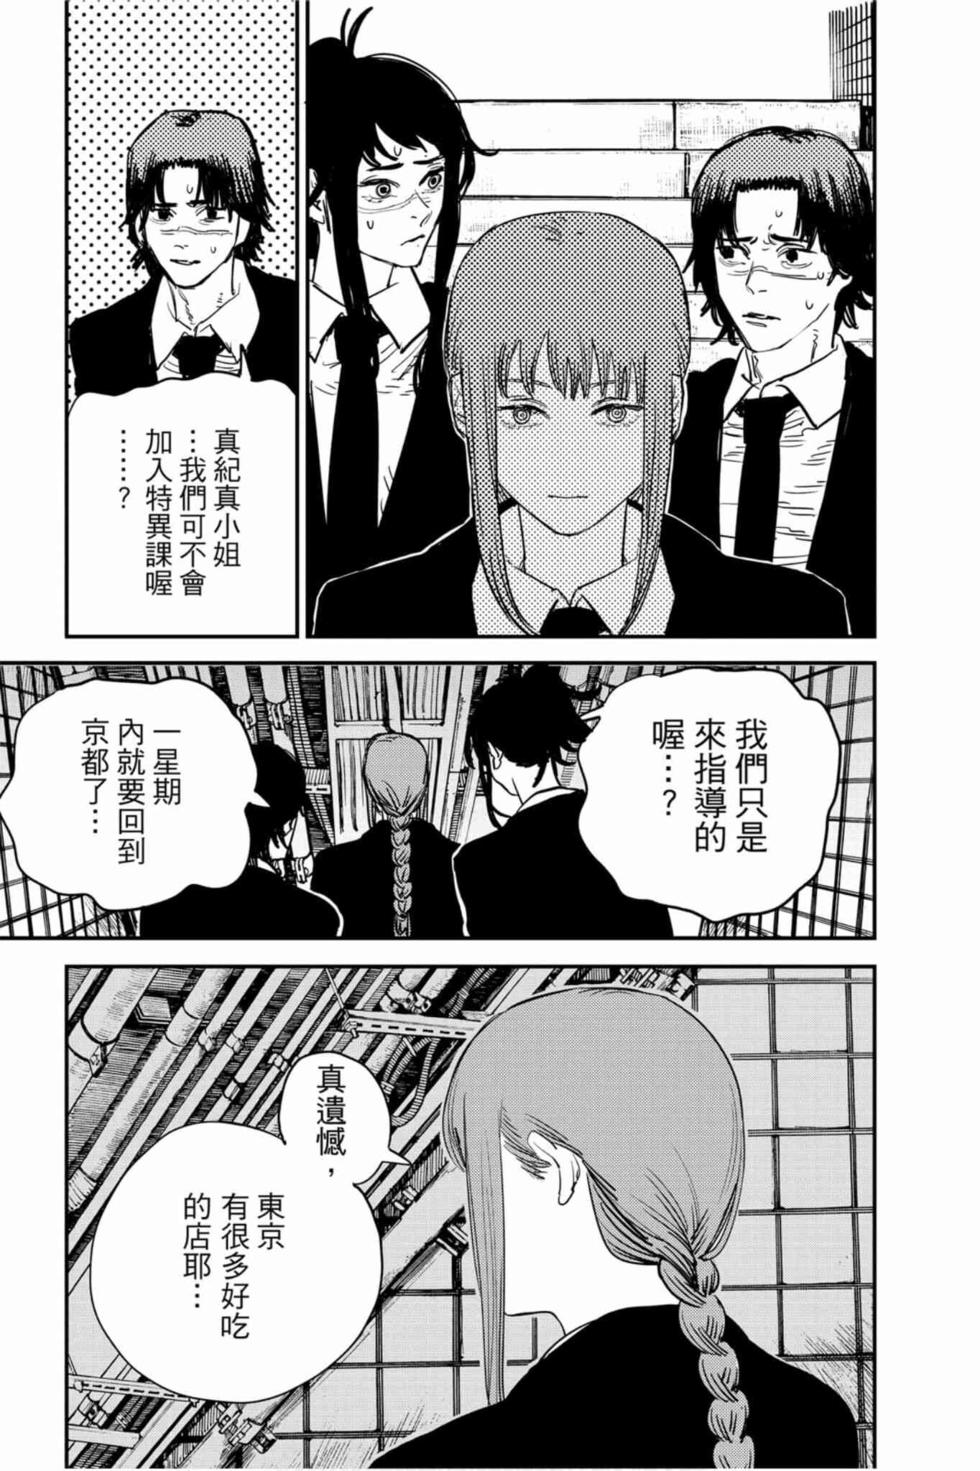 真紀真小姐
…我們可不會
加入特異課喔
……?
我們只是
來指導的
喔…?
一星期
內就要回到
京都了…
真遺憾，
東京
有很多好吃
的店耶…